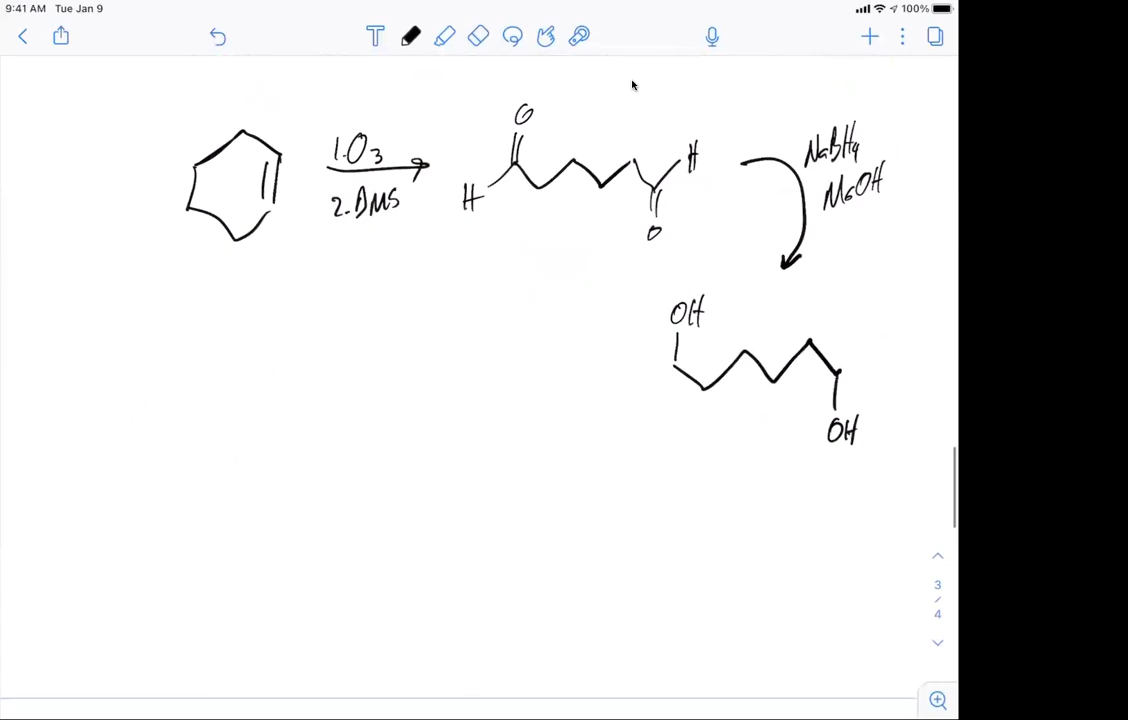 9:41 AM Tue Jan 9
100%
T
O
1. O3
2. DMS
H
H
O
NaBH4
MeOH
OH
OH
3
/
4